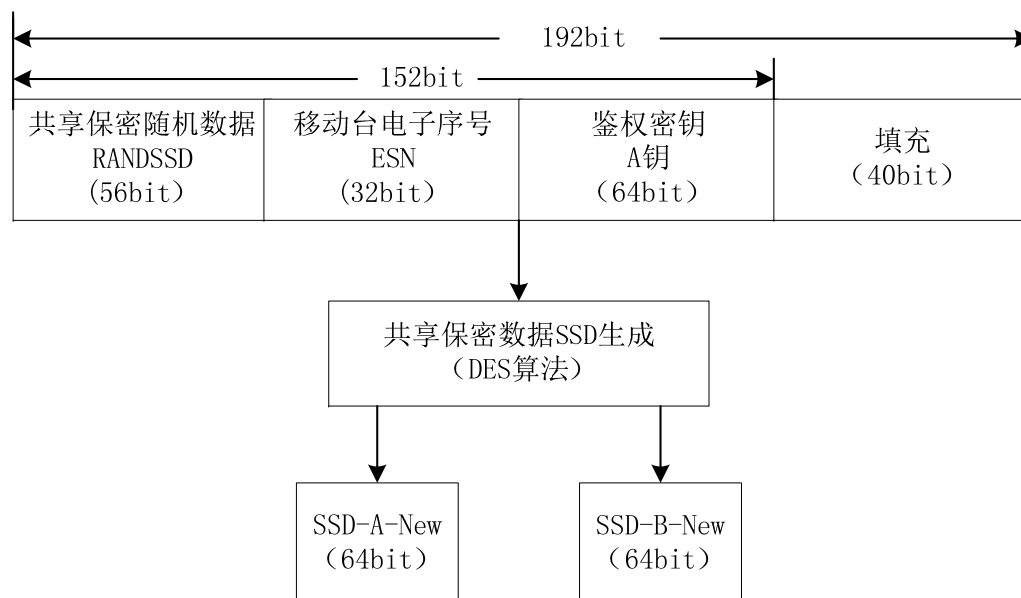 192bit
152bit
共享保密随机数据
RANDSSD
(56bit)
移动台电子序号
ESN
(32bit)
鉴权密钥
A钥
（64bit）
填充
（40bit）
共享保密数据SSD生成
（DES算法）
SSD-A-New
（64bit）
SSD-B-New
（64bit）